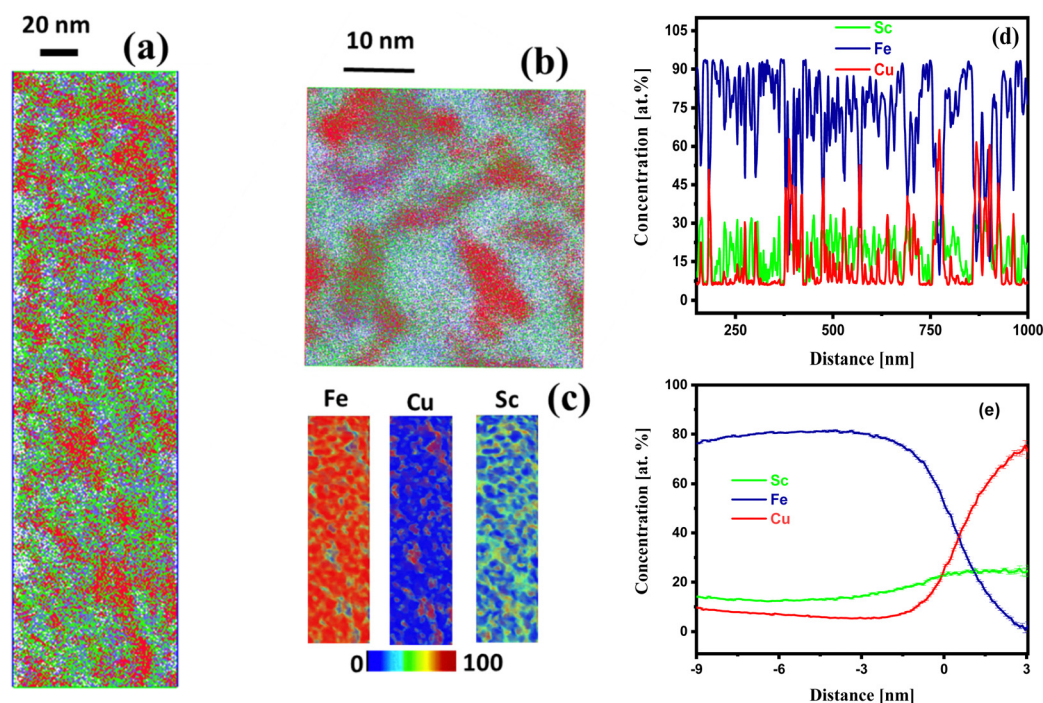 20 nm
(a)
10 nm
(b)
Fe
Cu
Sc
(c)
0
100
(d)
Sc
Fe
Cu
Concentration [at.%]
105
90
75
60
45
30
15
0
250
500
750
1000
Distance [nm]
(e)
Sc
Fe
Cu
Concentration [at. %]
100
80
60
40
20
0
-9
-6
-3
0
3
Distance [nm]